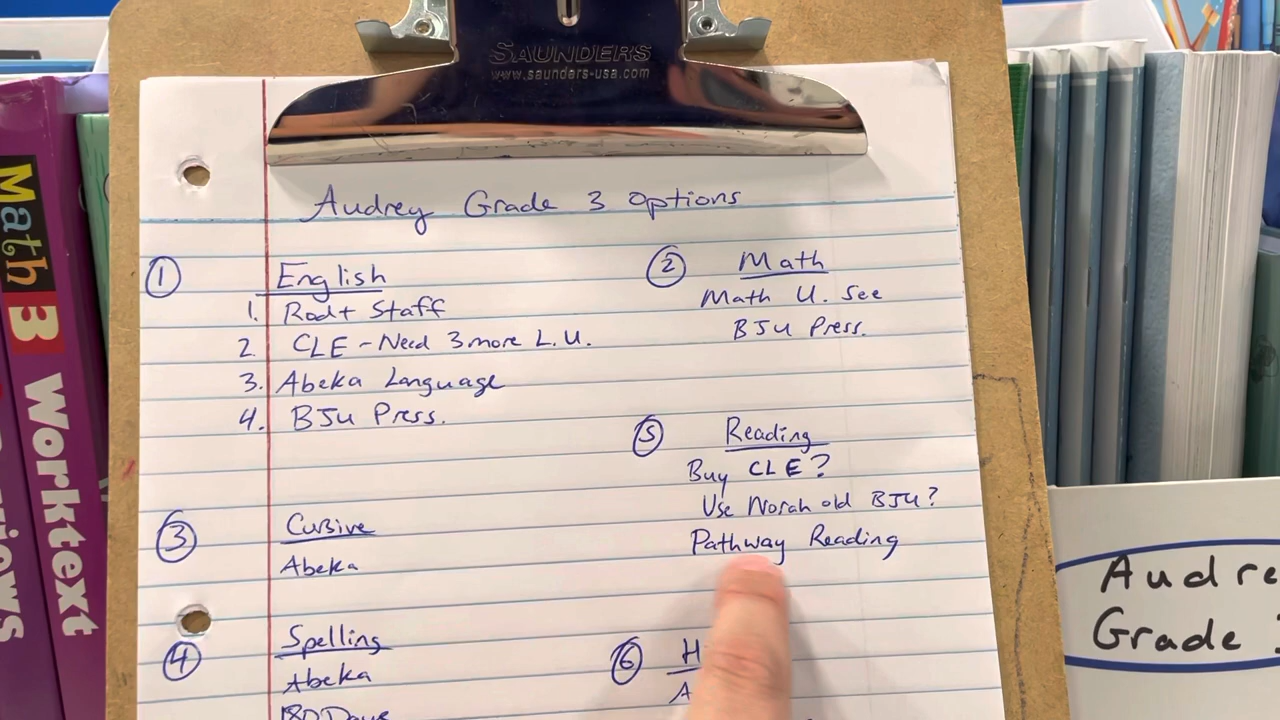 SAUNDERS
www.saunders-usa.com
Audrey Grade 3 Options
1 English
1. Rod + Staff
2. CLE - Need 3 more L.U.
3. Abeka Language
4. BJU Press.
2 Math
Math U. See
BJU Press.
3 Cursive
Abeka
5 Reading
Buy CLE?
Use Norah old BJU?
Pathway Reading
4 Spelling
Abeka
180 Days
6 H
A
Math 3
Worktext
Audre
Grade